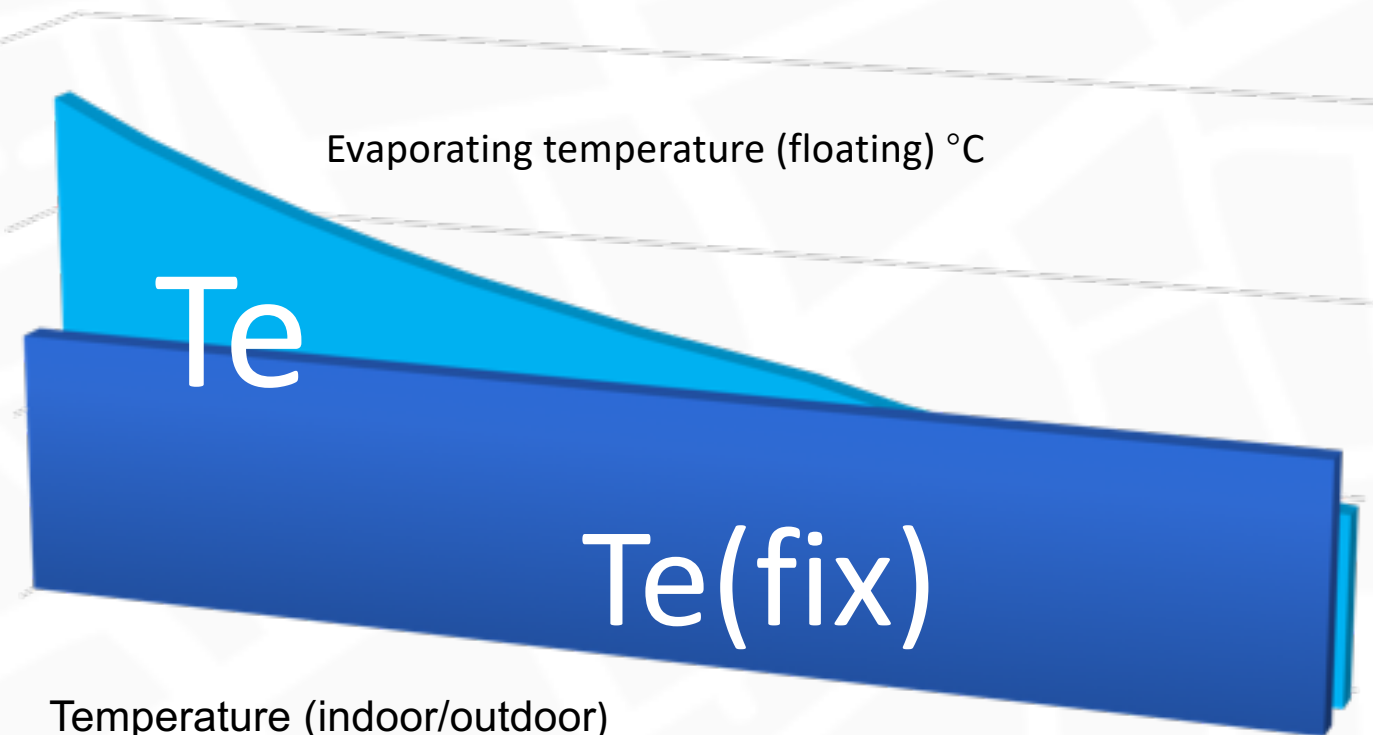 Evaporating temperature (floating) °C
Te
Te(fix)
Temperature (indoor/outdoor)